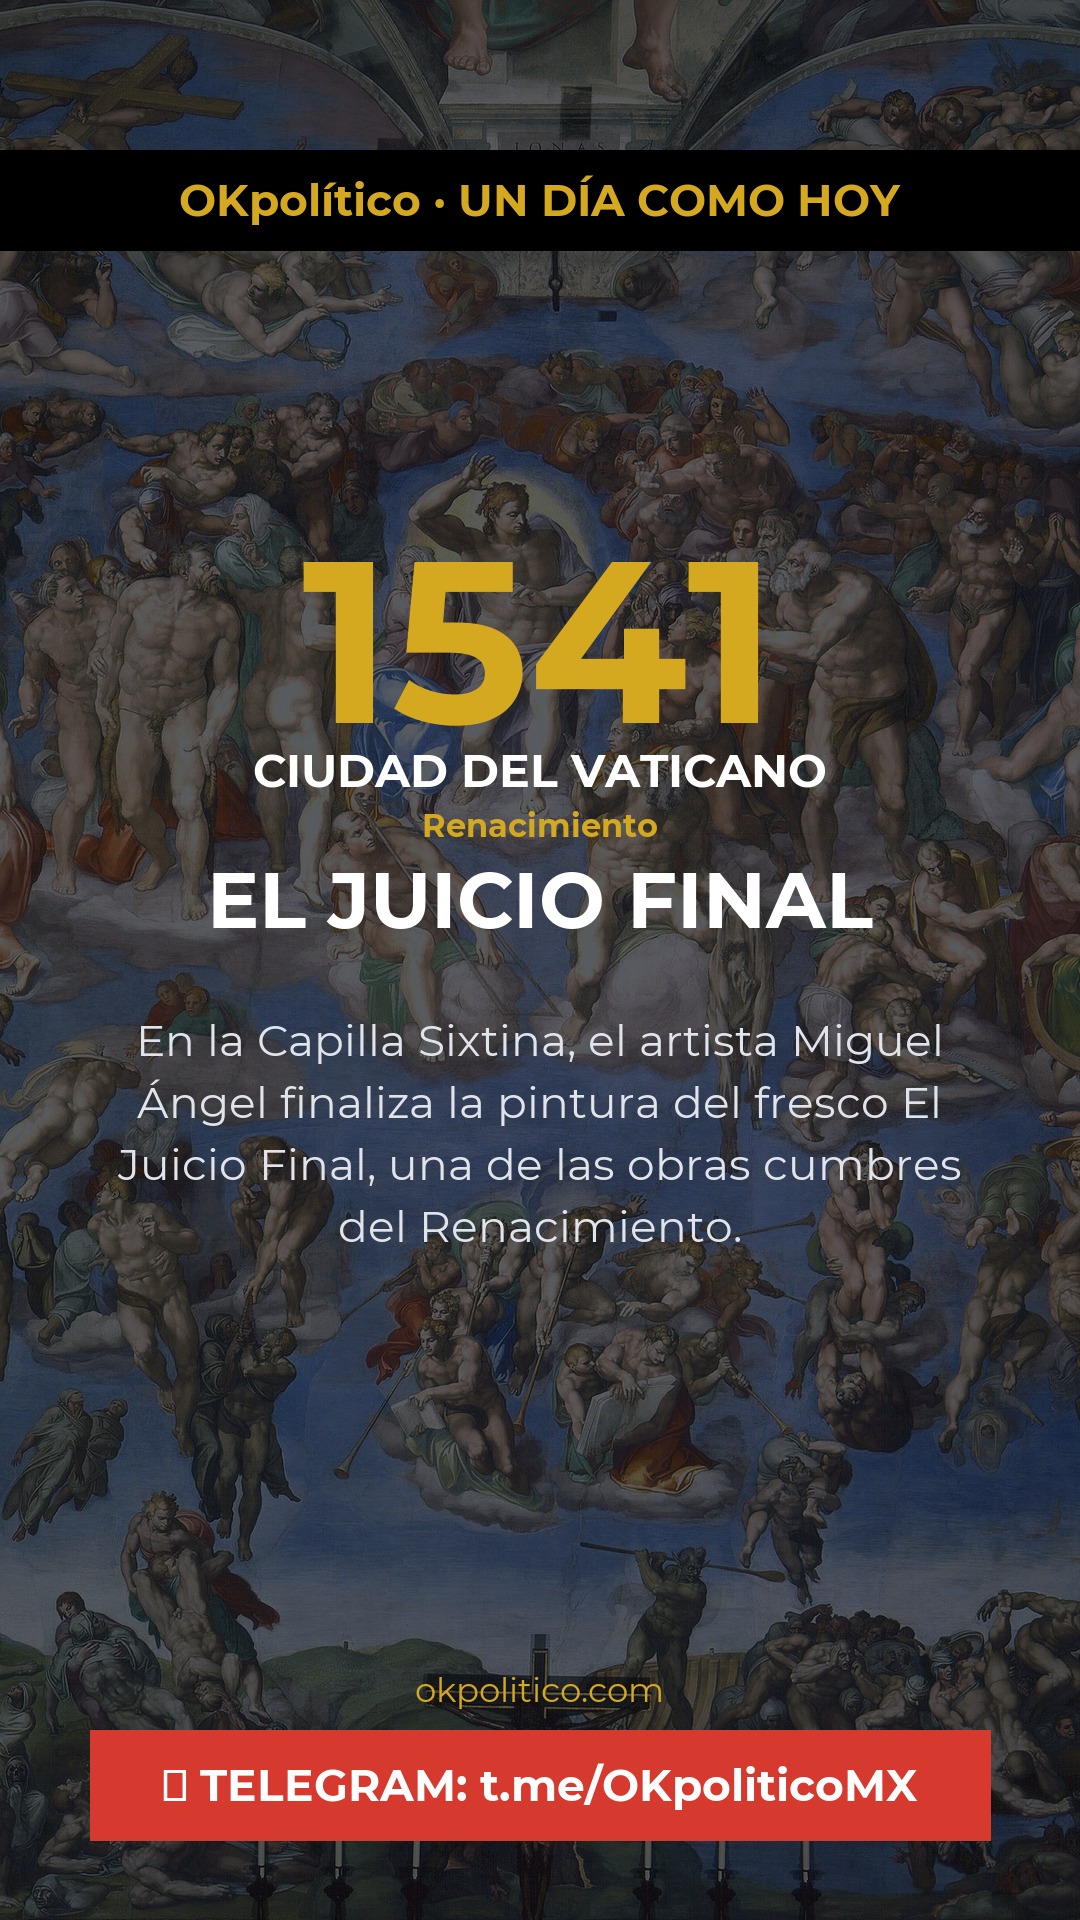 IONAS
OKpolítico · UN DÍA COMO HOY
1541
CIUDAD DEL VATICANO
Renacimiento
EL JUICIO FINAL
En la Capilla Sixtina, el artista Miguel
Ángel finaliza la pintura del fresco El
Juicio Final, una de las obras cumbres
del Renacimiento.
okpolitico.com
TELEGRAM: t.me/OKpoliticoMX